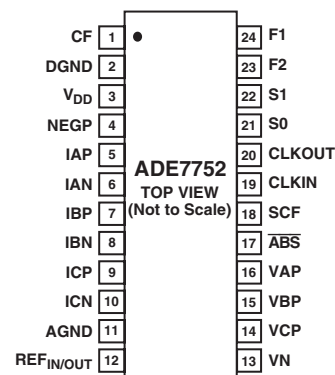 CF 1 24 F1
DGND 2 23 F2
VDD 3 22 S1
NEGP 4 21 S0
IAP 5 20 CLKOUT
IAN 6 19 CLKIN
IBP 7 18 SCF
IBN 8 17 ABS
ICP 9 16 VAP
ICN 10 15 VBP
AGND 11 14 VCP
REFIN/OUT 12 13 VN
ADE7752
TOP VIEW
(Not to Scale)